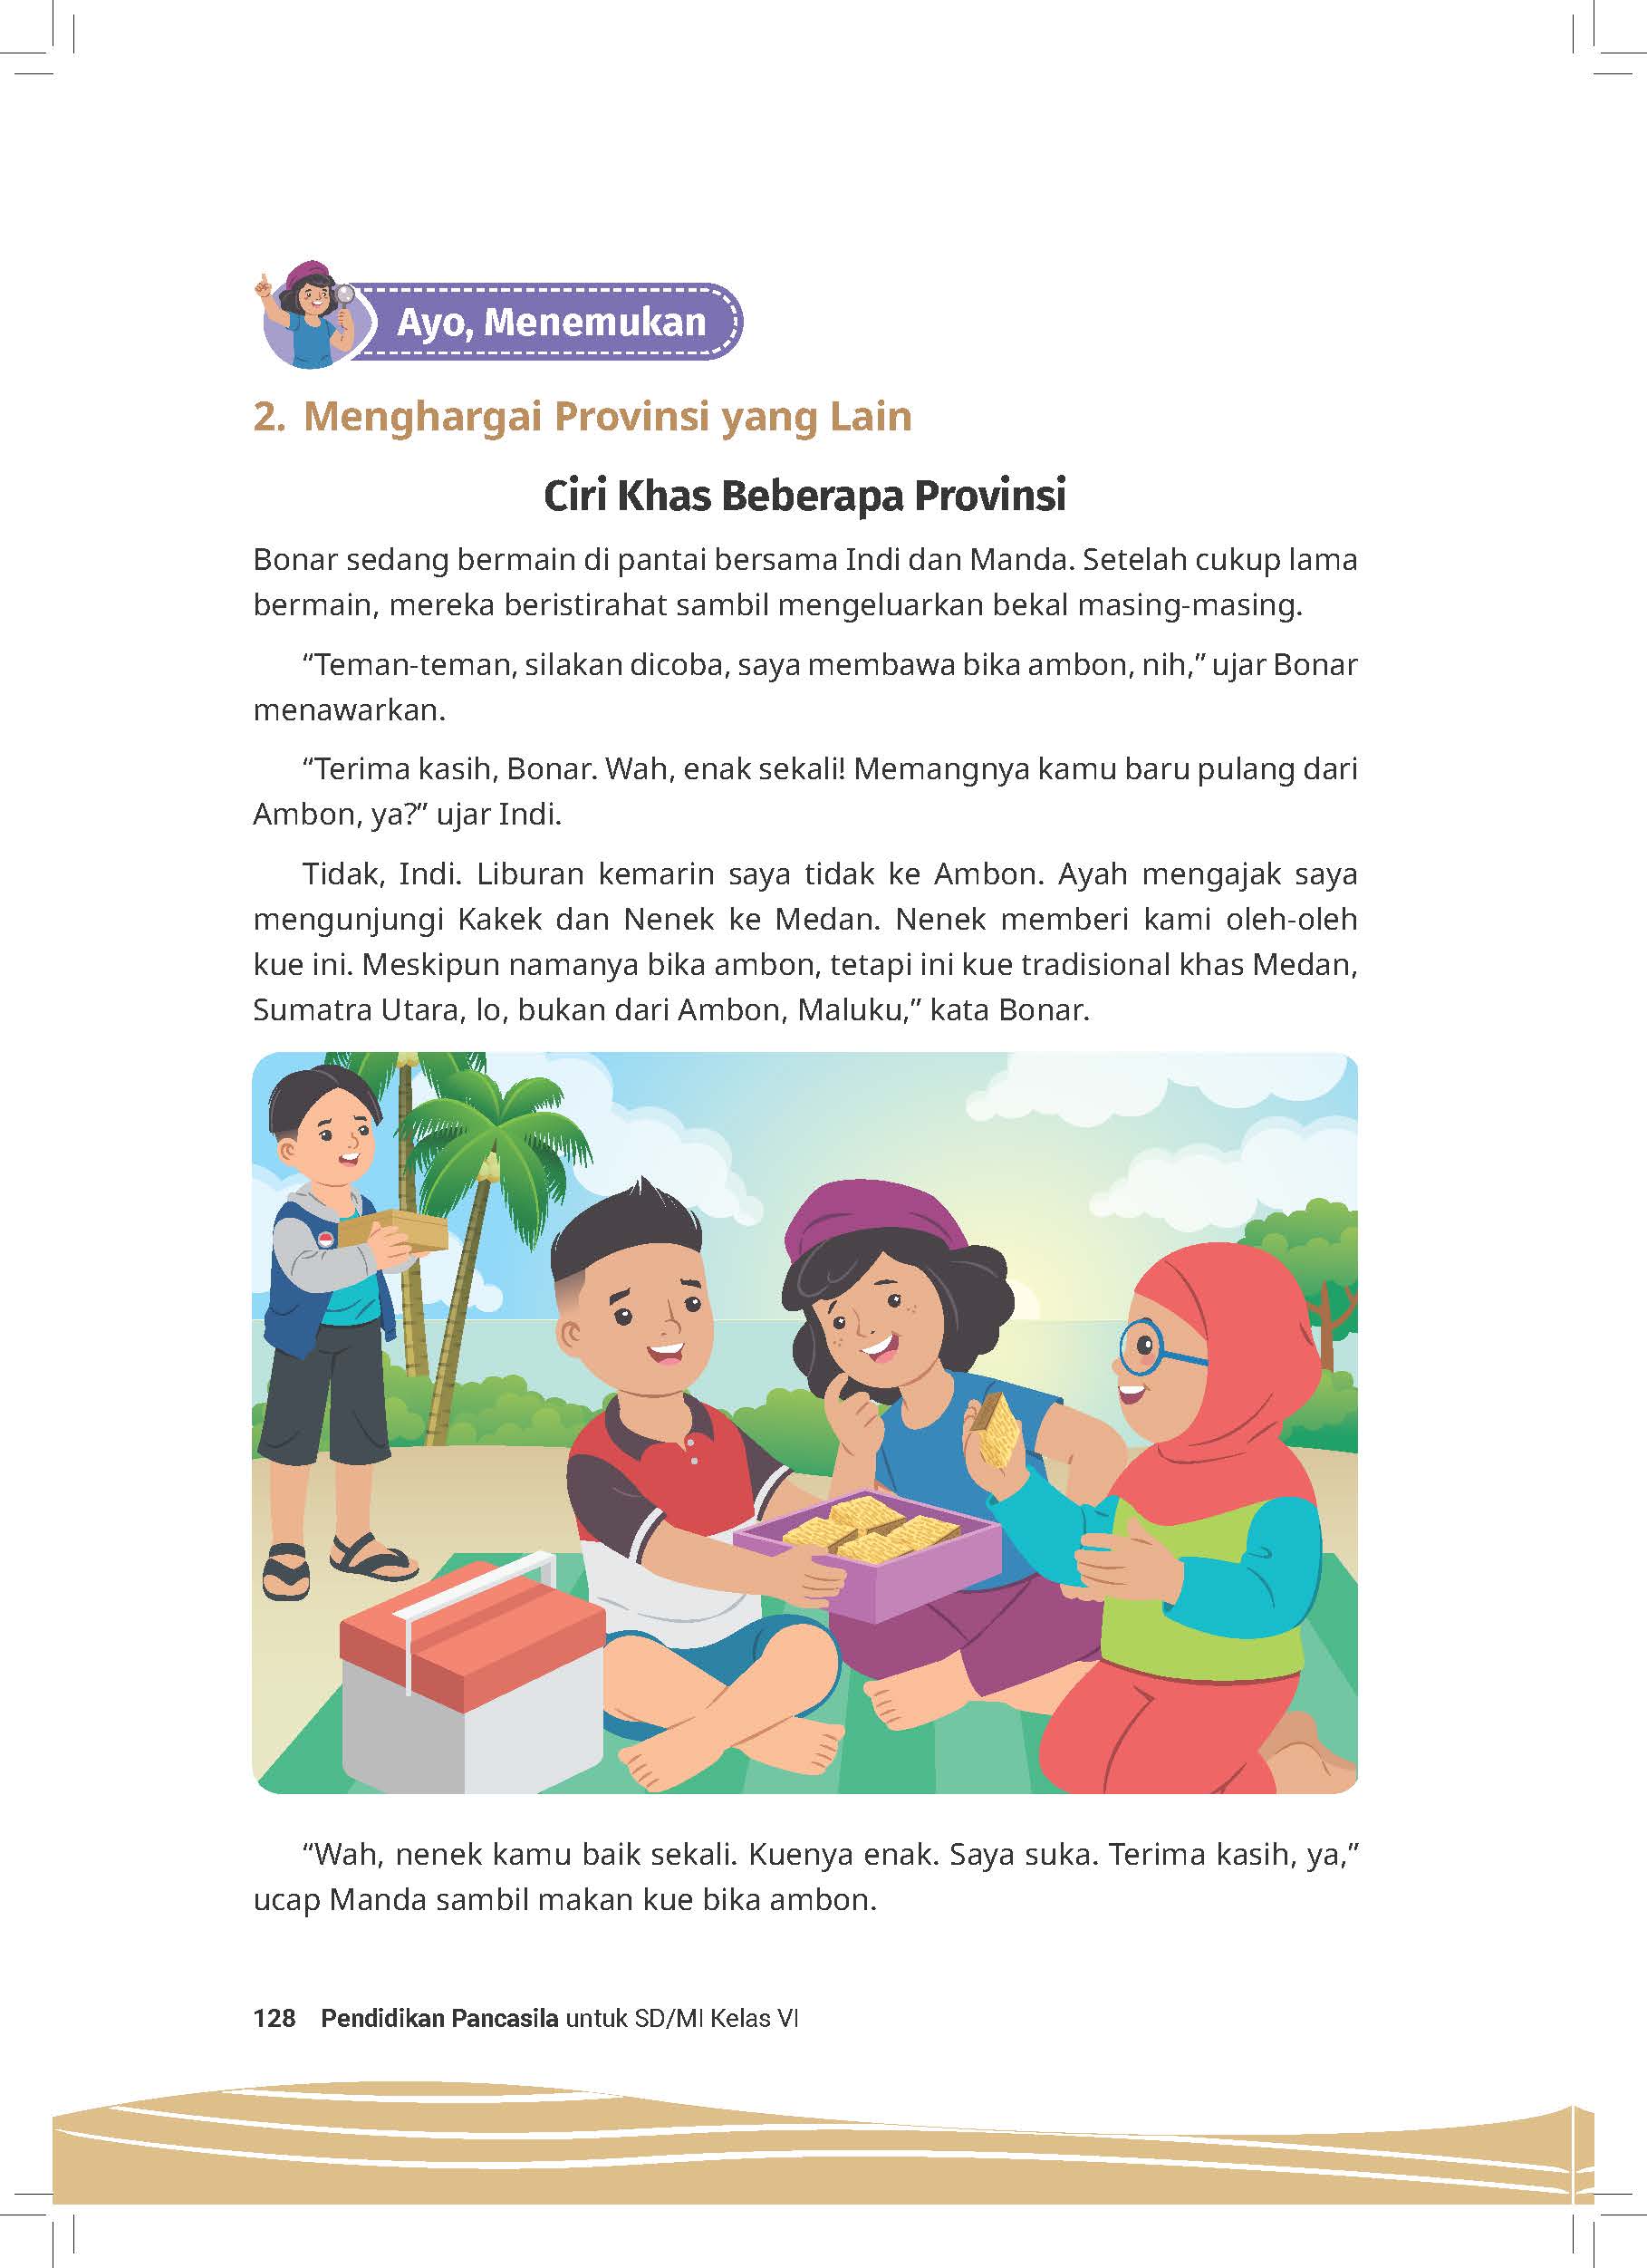 Ayo, Menemukan
2. Menghargai Provinsi yang Lain
Ciri Khas Beberapa Provinsi
Bonar sedang bermain di pantai bersama Indi dan Manda. Setelah cukup lama
bermain, mereka beristirahat sambil mengeluarkan bekal masing-masing.
“Teman-teman, silakan dicoba, saya membawa bika ambon, nih,” ujar Bonar
menawarkan.
“Terima kasih, Bonar. Wah, enak sekali! Memangnya kamu baru pulang dari
Ambon, ya?” ujar Indi.
Tidak, Indi. Liburan kemarin saya tidak ke Ambon. Ayah mengajak saya
mengunjungi Kakek dan Nenek ke Medan. Nenek memberi kami oleh-oleh
kue ini. Meskipun namanya bika ambon, tetapi ini kue tradisional khas Medan,
Sumatra Utara, lo, bukan dari Ambon, Maluku,” kata Bonar.
“Wah, nenek kamu baik sekali. Kuenya enak. Saya suka. Terima kasih, ya,”
ucap Manda sambil makan kue bika ambon.
128 Pendidikan Pancasila untuk SD/MI Kelas VI